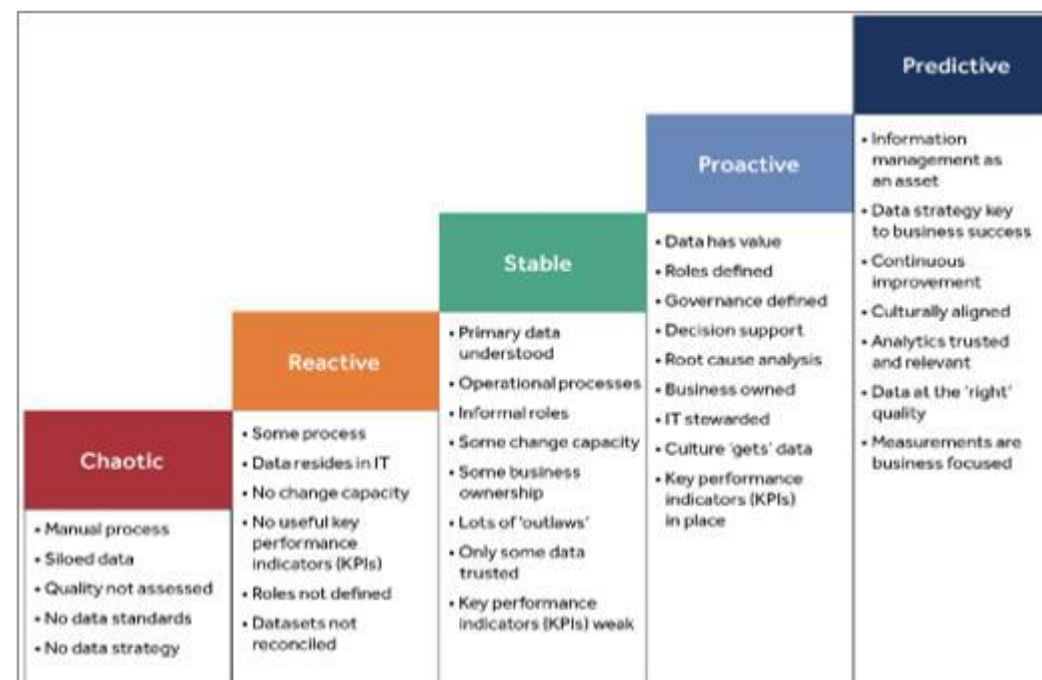 Chaotic
• Manual process
• Siloed data
• Quality not assessed
• No data standards
• No data strategy
Reactive
• Some process
• Data resides in IT
• No change capacity
• No useful key
performance
indicators (KPIs)
• Roles not defined
• Datasets not
reconciled
Stable
• Primary data
understood
• Operational processes
• Informal roles
• Some change capacity
• Some business
ownership
• Lots of 'outlaws'
• Only some data
trusted
• Key performance
indicators (KPIs) weak
Proactive
• Data has value
• Roles defined
• Governance defined
• Decision support
• Root cause analysis
• Business owned
• IT stewarded
• Culture 'gets' data
• Key performance
indicators (KPIs)
in place
Predictive
• Information
management as
an asset
• Data strategy key
to business success
• Continuous
improvement
• Culturally aligned
• Analytics trusted
and relevant
• Data at the 'right'
quality
• Measurements are
business focused